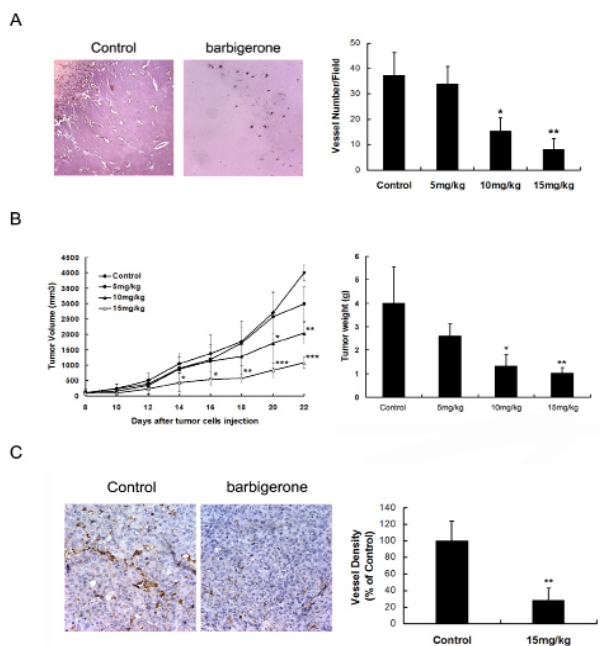 A
Control
barbigerone
Vessel Number/Field
50
40
30
20
10
0
*
**
Control
5mg/kg
10mg/kg
15mg/kg
B
Tumor Volume (mm3)
4500
4000
3500
3000
2500
2000
1500
1000
500
0
Control
5mg/kg
10mg/kg
15mg/kg
*
**
*
*
**
***
***
8
10
12
14
16
18
20
22
Days after tumor cells injection
Tumor weight (g)
6
5
4
3
2
1
0
*
**
Control
5mg/kg
10mg/kg
15mg/kg
C
Control
barbigerone
Vessel Density
(% of Control)
140
120
100
80
60
40
20
0
**
Control
15mg/kg